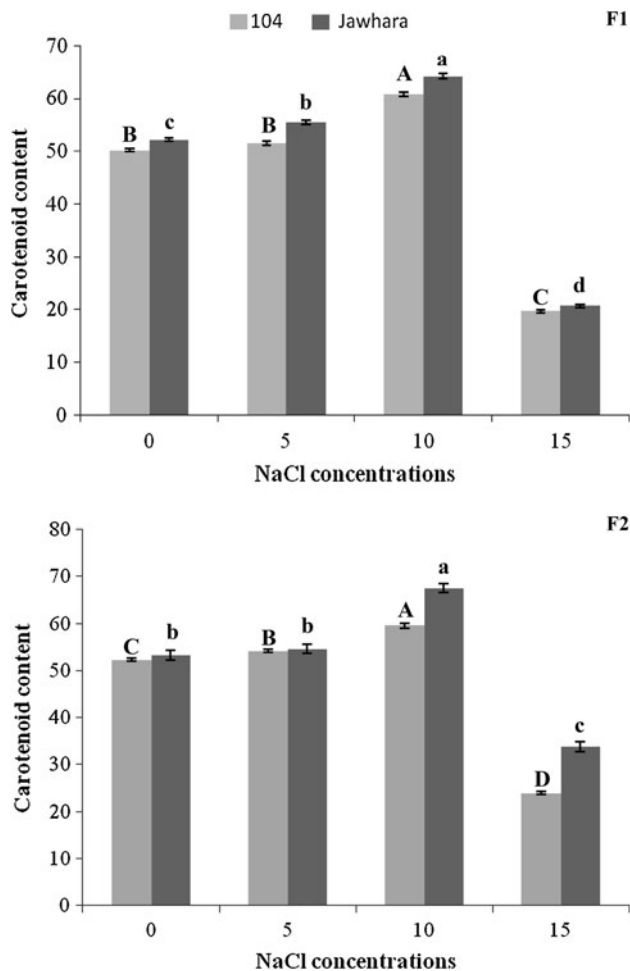 104 Jawhara F1
70
60
50
40
30
20
10
0
Carotenoid content
B c B b A a C d
0 5 10 15
NaCl concentrations
F2
80
70
60
50
40
30
20
10
0
Carotenoid content
C b B b A a D c
0 5 10 15
NaCl concentrations